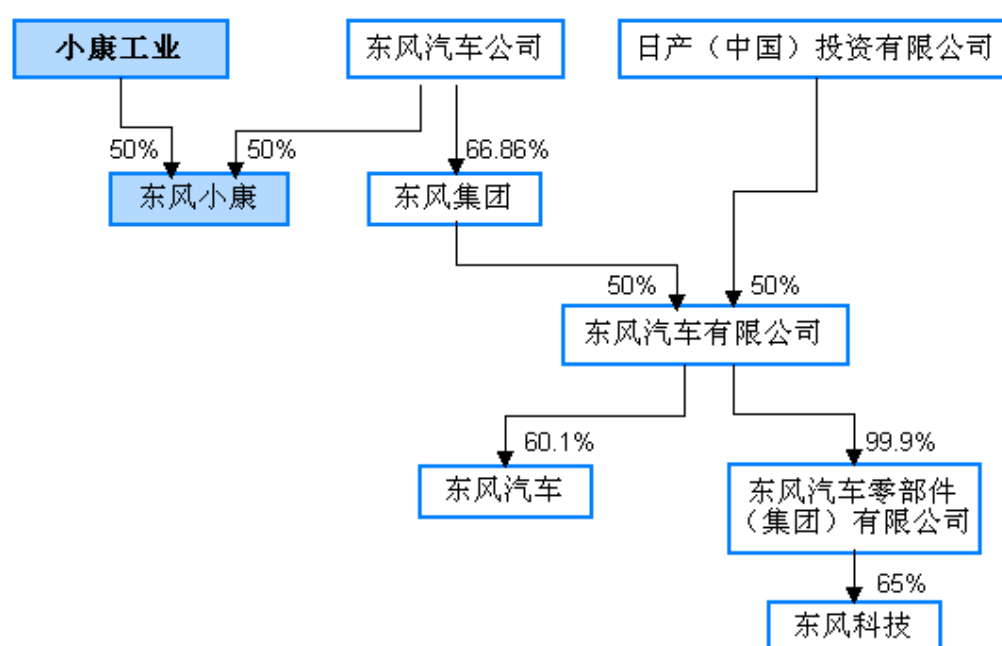 小康工业
东风汽车公司
日产（中国）投资有限公司
50%
50%
66.86%
东风小康
东风集团
50%
50%
东风汽车有限公司
60.1%
99.9%
东风汽车
东风汽车零部件
（集团）有限公司
65%
东风科技